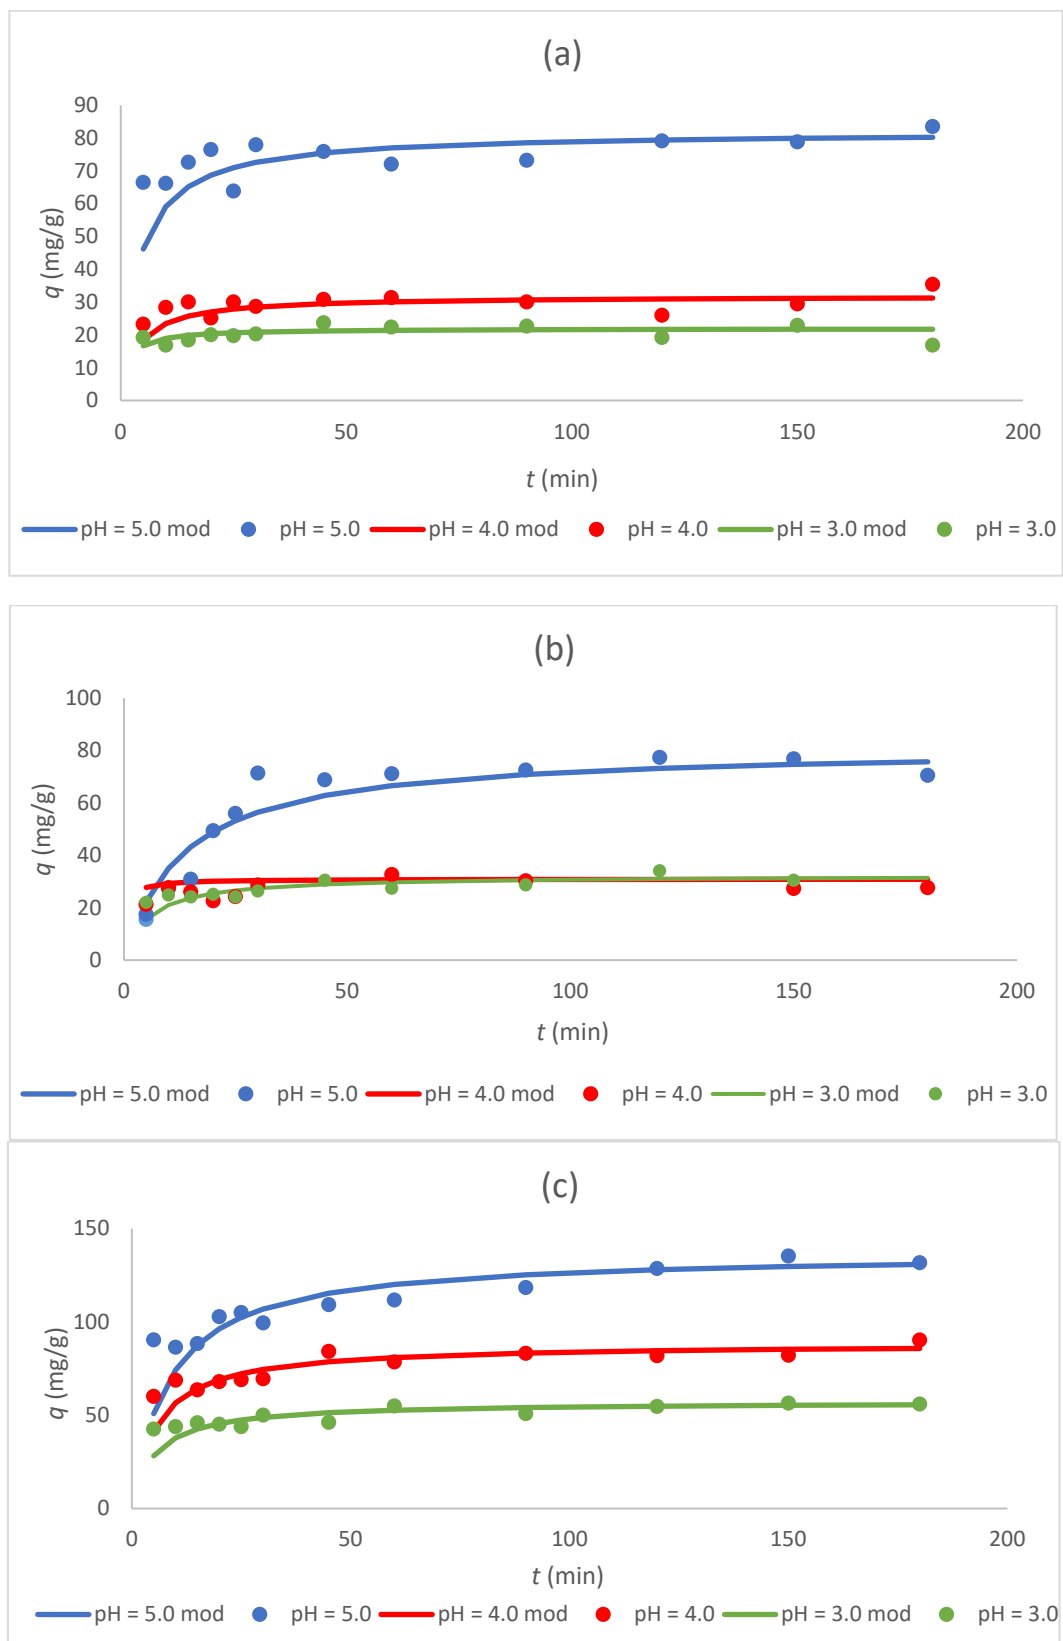 (a)
90
80
70
60
50
40
30
20
10
0
q (mg/g)
0 50 100 150 200
t (min)
pH = 5.0 mod pH = 5.0 pH = 4.0 mod pH = 4.0 pH = 3.0 mod pH = 3.0
(b)
100
80
60
40
20
0
q (mg/g)
0 50 100 150 200
t (min)
pH = 5.0 mod pH = 5.0 pH = 4.0 mod pH = 4.0 pH = 3.0 mod pH = 3.0
(c)
150
100
50
0
q (mg/g)
0 50 100 150 200
t (min)
pH = 5.0 mod pH = 5.0 pH = 4.0 mod pH = 4.0 pH = 3.0 mod pH = 3.0